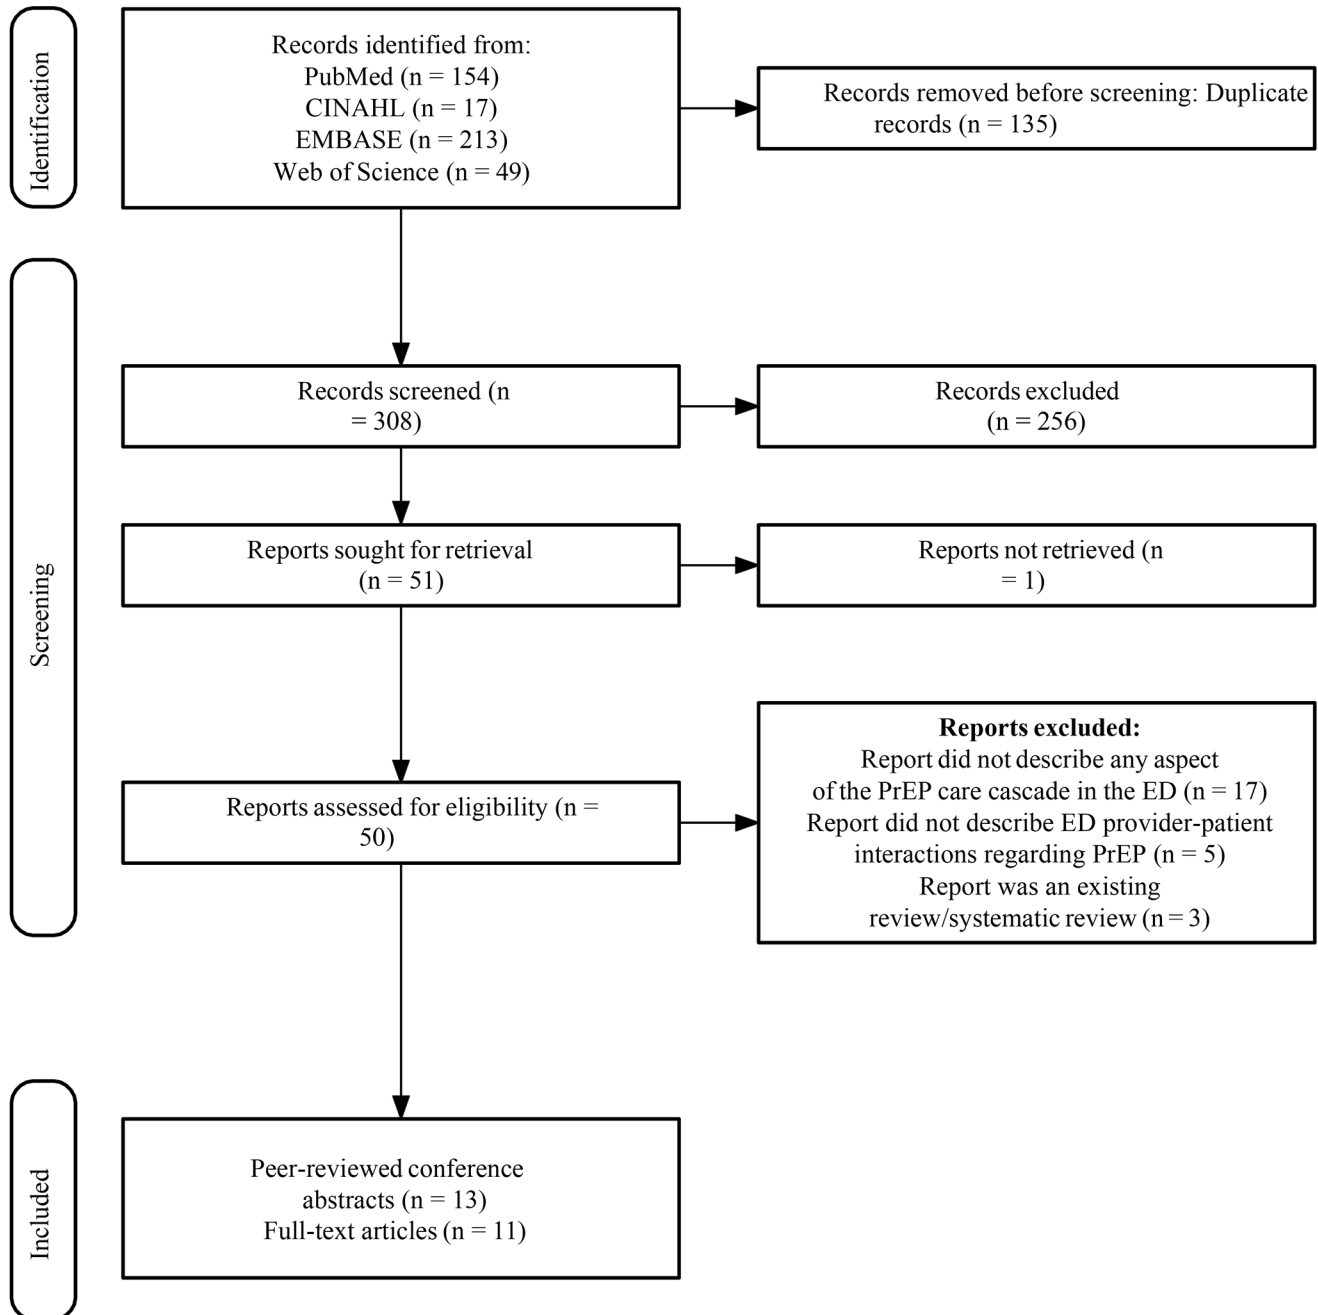 Identification
Records identified from:
PubMed (n = 154)
CINAHL (n = 17)
EMBASE (n = 213)
Web of Science (n = 49)
Records removed before screening: Duplicate
records (n = 135)
Screening
Records screened (n
= 308)
Records excluded
(n = 256)
Reports sought for retrieval
(n = 51)
Reports not retrieved (n
= 1)
Reports assessed for eligibility (n =
50)
Reports excluded:
Report did not describe any aspect
of the PrEP care cascade in the ED (n = 17)
Report did not describe ED provider-patient
interactions regarding PrEP (n = 5)
Report was an existing
review/systematic review (n = 3)
Included
Peer-reviewed conference
abstracts (n = 13)
Full-text articles (n = 11)